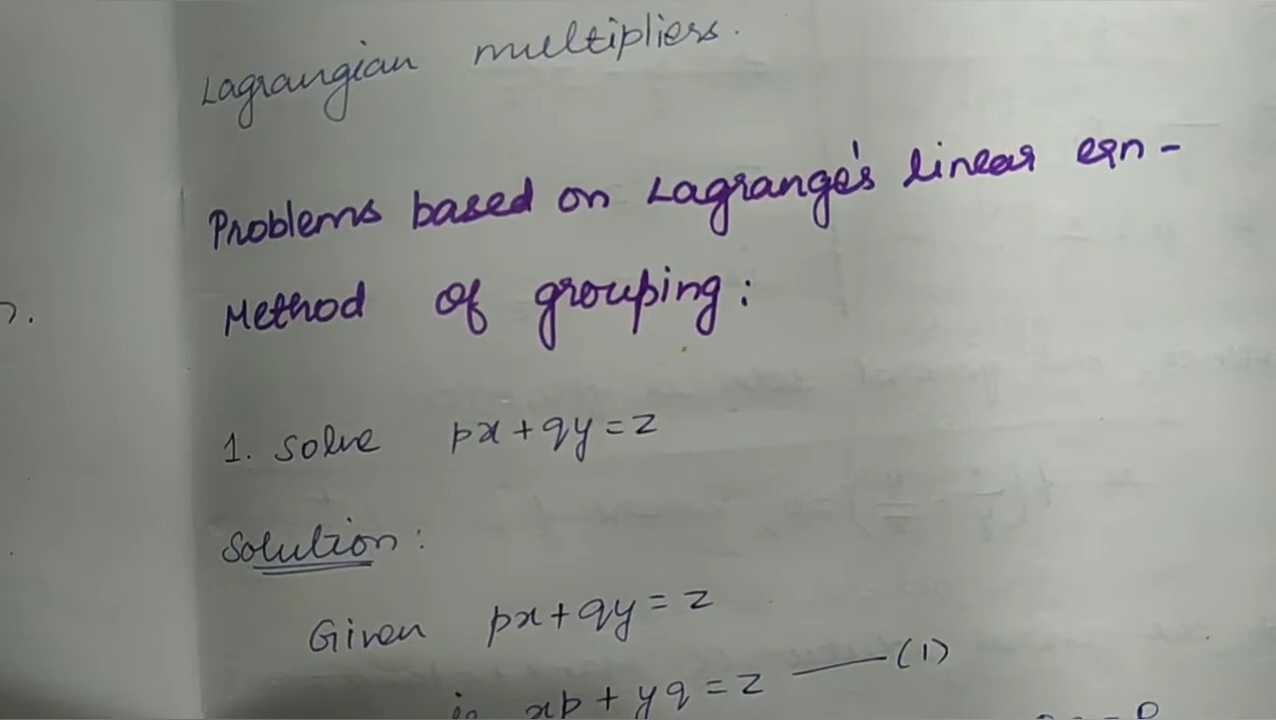 Lagrangian multipliers.
Problems based on Lagrange's linear eqn -
Method of grouping:
1. Solve px + qy = z
Solution:
Given px + qy = z
ie xp + yq = z —— (1)